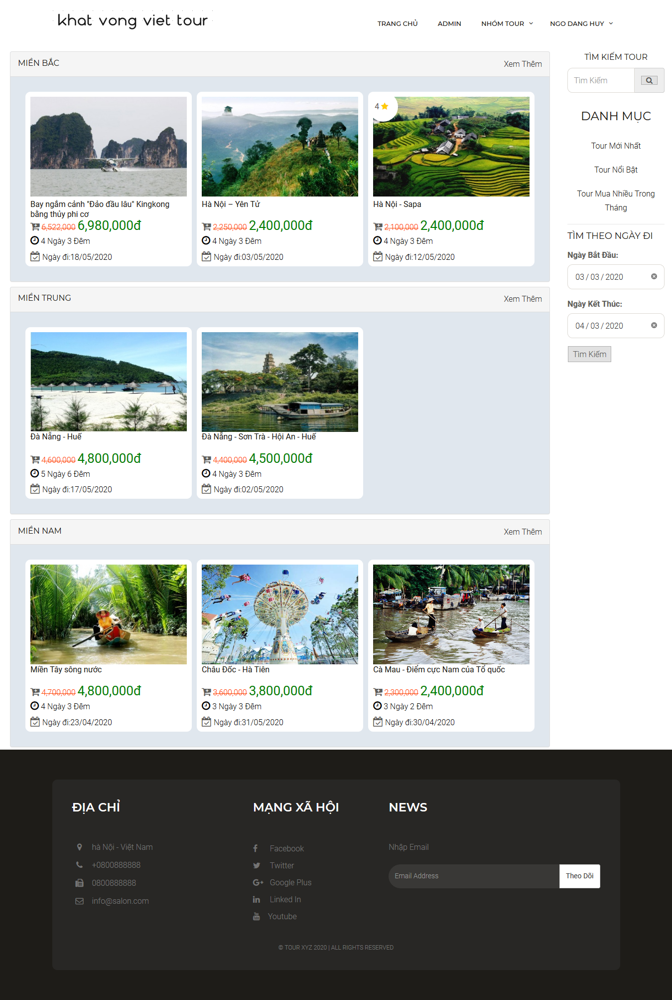 khat vong viet tour
TRANG CHỦ
ADMIN
NHÓM TOUR
NGO DANG HUY
MIỀN BẮC
Xem Thêm
4
Bay ngắm cảnh "Đảo đầu lâu" Kingkong
bằng thủy phi cơ
6,522,000 6,980,000đ
4 Ngày 3 Đêm
Ngày đi:18/05/2020
Hà Nội – Yên Tử
2,250,000 2,400,000đ
4 Ngày 3 Đêm
Ngày đi:03/05/2020
Hà Nội - Sapa
2,100,000 2,400,000đ
4 Ngày 3 Đêm
Ngày đi:12/05/2020
MIỀN TRUNG
Xem Thêm
Đà Nẵng - Huế
4,600,000 4,800,000đ
5 Ngày 6 Đêm
Ngày đi:17/05/2020
Đà Nẵng - Sơn Trà - Hội An - Huế
4,400,000 4,500,000đ
4 Ngày 3 Đêm
Ngày đi:02/05/2020
MIỀN NAM
Xem Thêm
Miền Tây sông nước
4,700,000 4,800,000đ
4 Ngày 3 Đêm
Ngày đi:23/04/2020
Châu Đốc - Hà Tiên
3,600,000 3,800,000đ
3 Ngày 3 Đêm
Ngày đi:31/05/2020
Cà Mau - Điểm cực Nam của Tổ quốc
2,300,000 2,400,000đ
3 Ngày 2 Đêm
Ngày đi:30/04/2020
TÌM KIẾM TOUR
Tìm Kiếm
DANH MỤC
Tour Mới Nhất
Tour Nổi Bật
Tour Mua Nhiều Trong
Tháng
TÌM THEO NGÀY ĐI
Ngày Bắt Đầu:
03 / 03 / 2020
Ngày Kết Thúc:
04 / 03 / 2020
Tìm Kiếm
ĐỊA CHỈ
hà Nội - Việt Nam
+0800888888
0800888888
info@salon.com
MẠNG XÃ HỘI
Facebook
Twitter
Google Plus
Linked In
Youtube
NEWS
Nhập Email
Email Address
Theo Dõi
© TOUR XYZ 2020 | ALL RIGHTS RESERVED